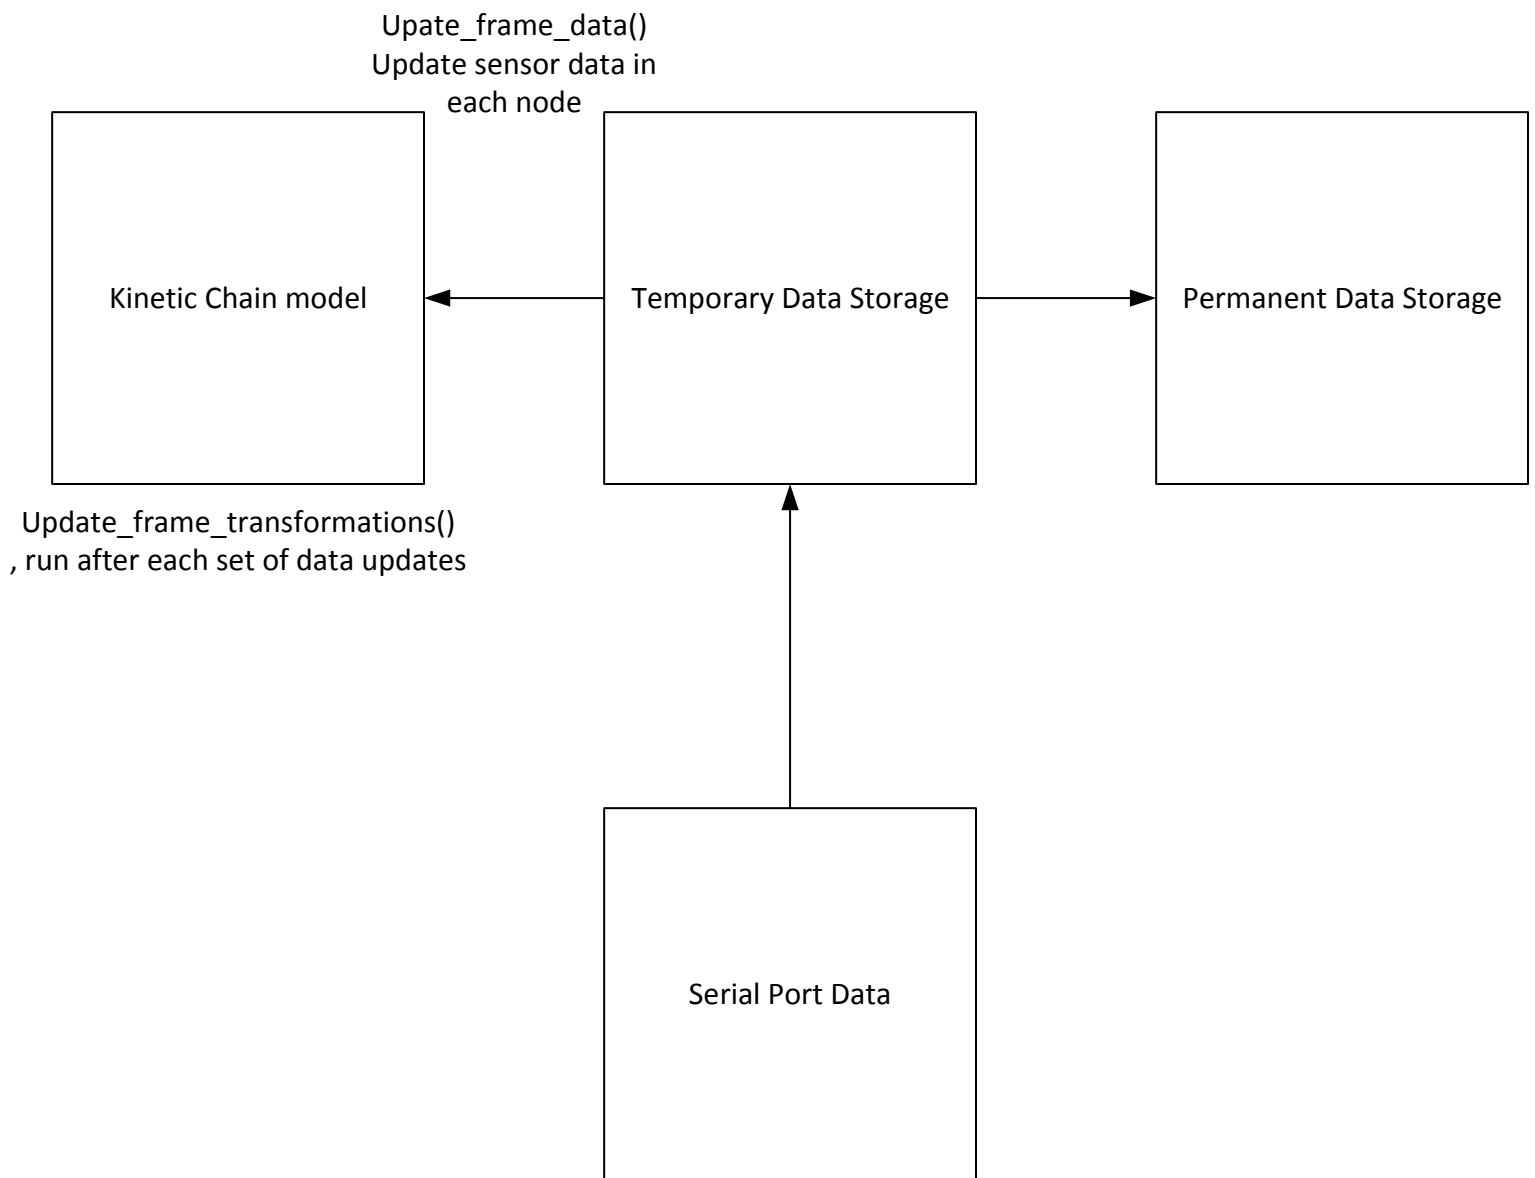 Upate_frame_data()
Update sensor data in
each node
Kinetic Chain model
Temporary Data Storage
Permanent Data Storage
Update_frame_transformations()
, run after each set of data updates
Serial Port Data